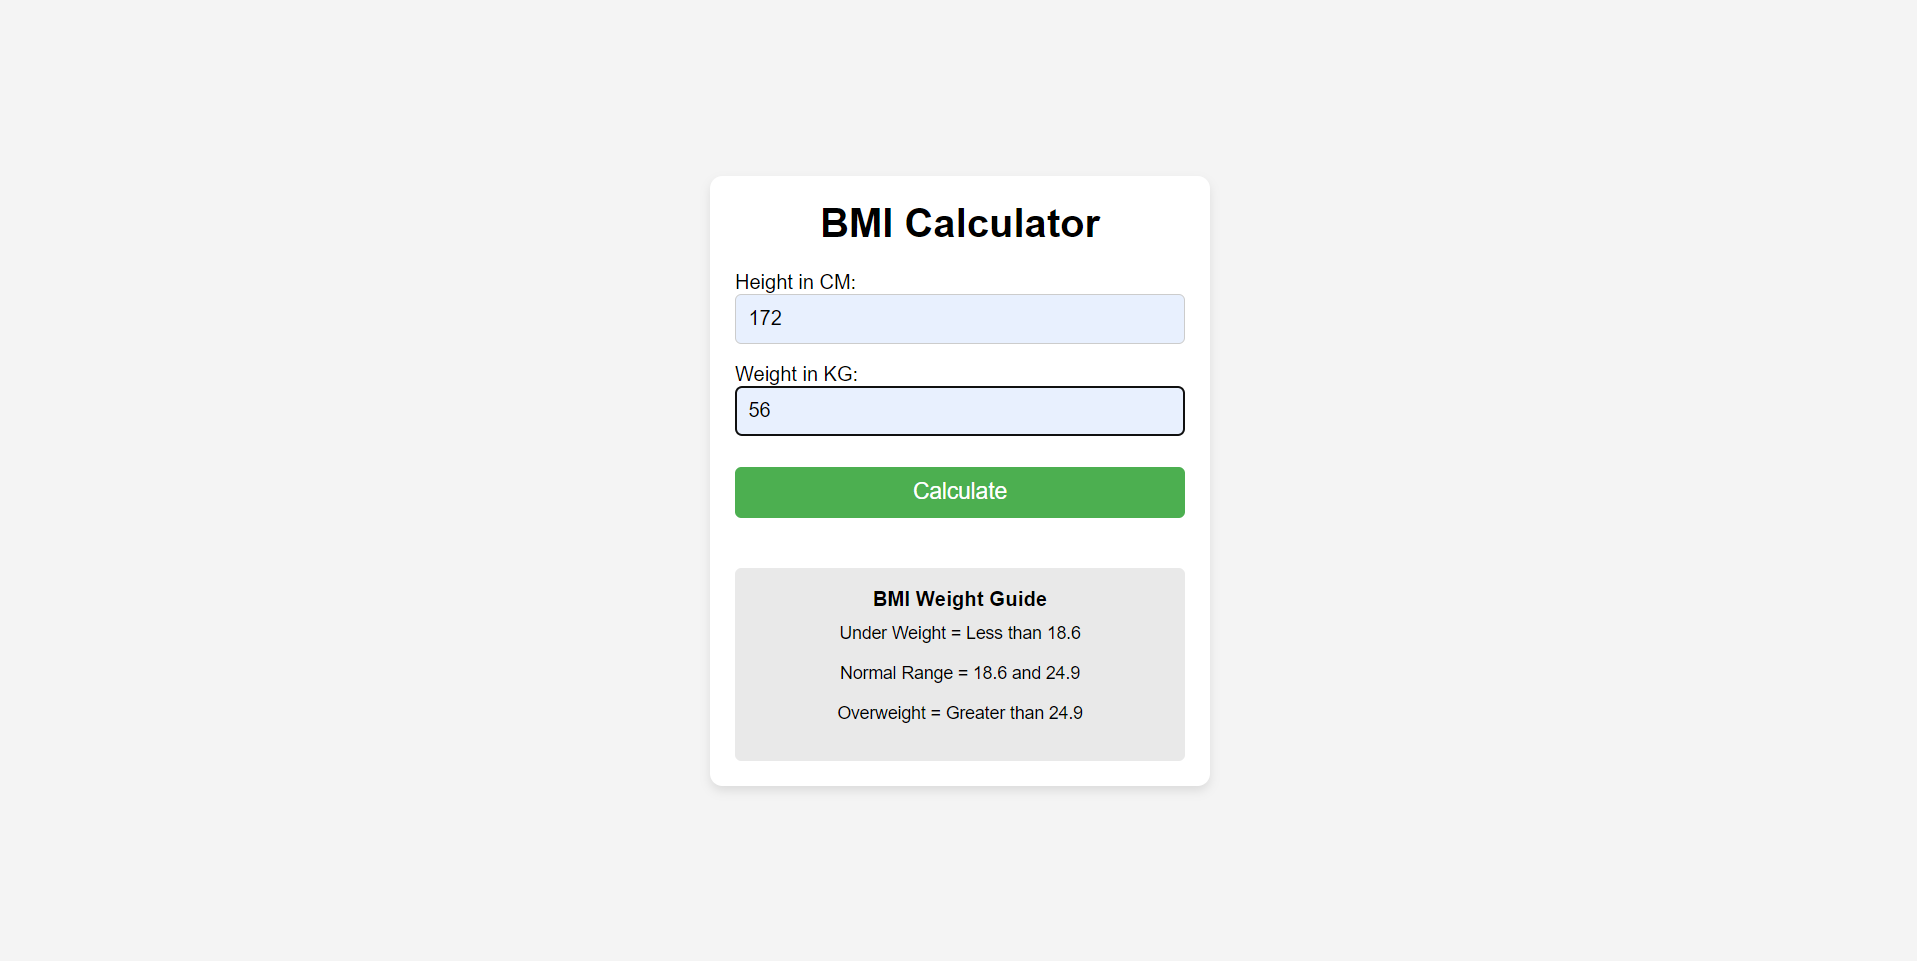 BMI Calculator
Height in CM:
172
Weight in KG:
56
Calculate
BMI Weight Guide
Under Weight = Less than 18.6
Normal Range = 18.6 and 24.9
Overweight = Greater than 24.9